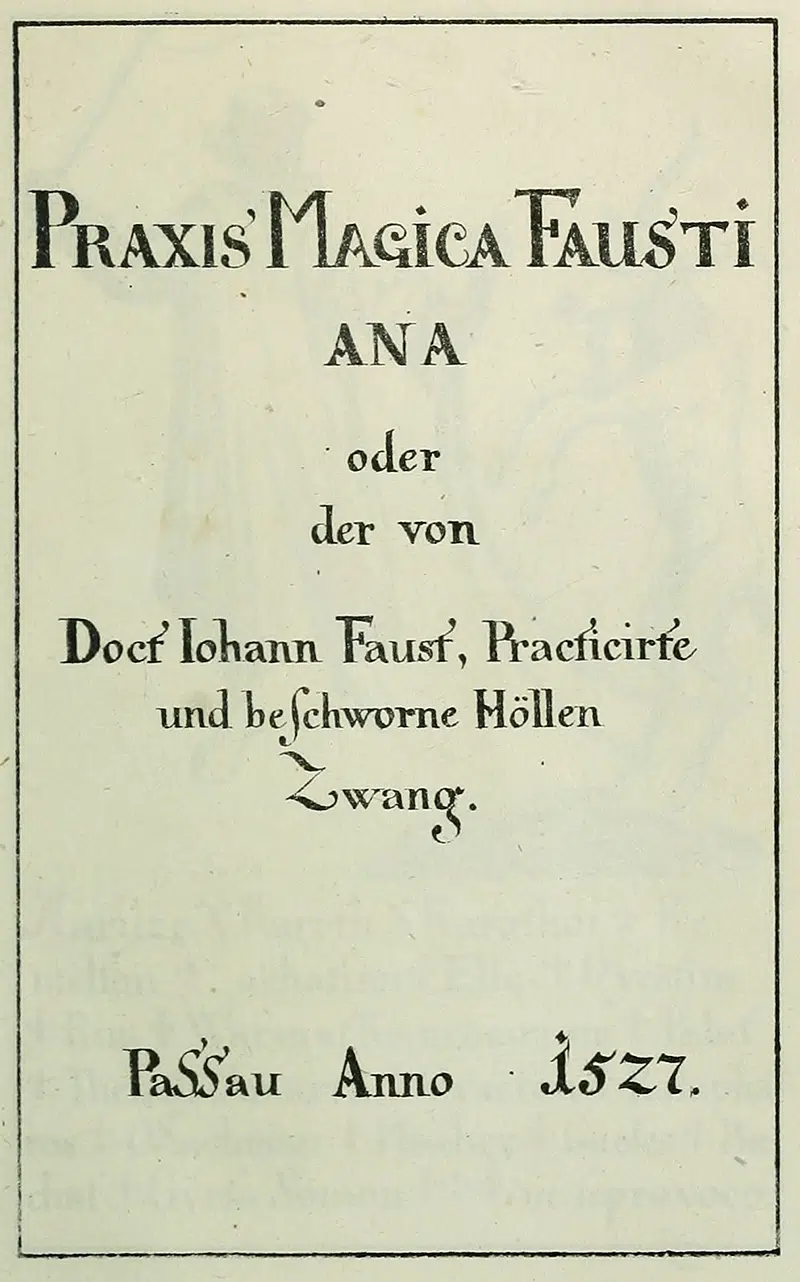 PRAXIS MAGICA FAUSTI
ANA
oder
der von
Doct Iohann Faust, Practicirte
und beſchworne Höllen
Zwang.
PaSSau Anno 1527.